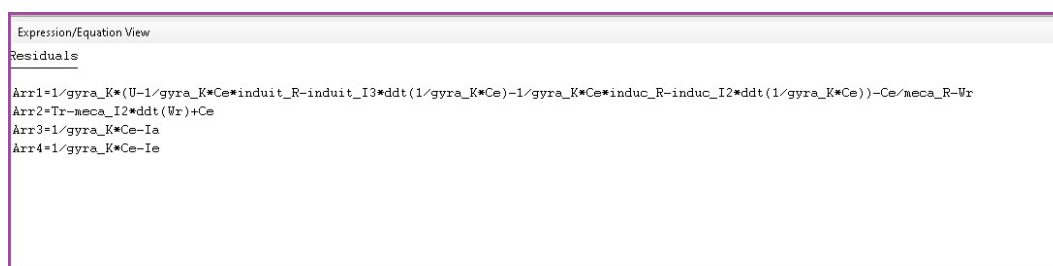 Expression/Equation View
Residuals
Arr1=1/gyra_K*(U-1/gyra_K*Ce*induit_R-induit_I3*ddt(1/gyra_K*Ce)-1/gyra_K*Ce*induc_R-induc_I2*ddt(1/gyra_K*Ce))-Ce/meca_R-Wr
Arr2=Tr-meca_I2*ddt(Wr)+Ce
Arr3=1/gyra_K*Ce-Ia
Arr4=1/gyra_K*Ce-Ie